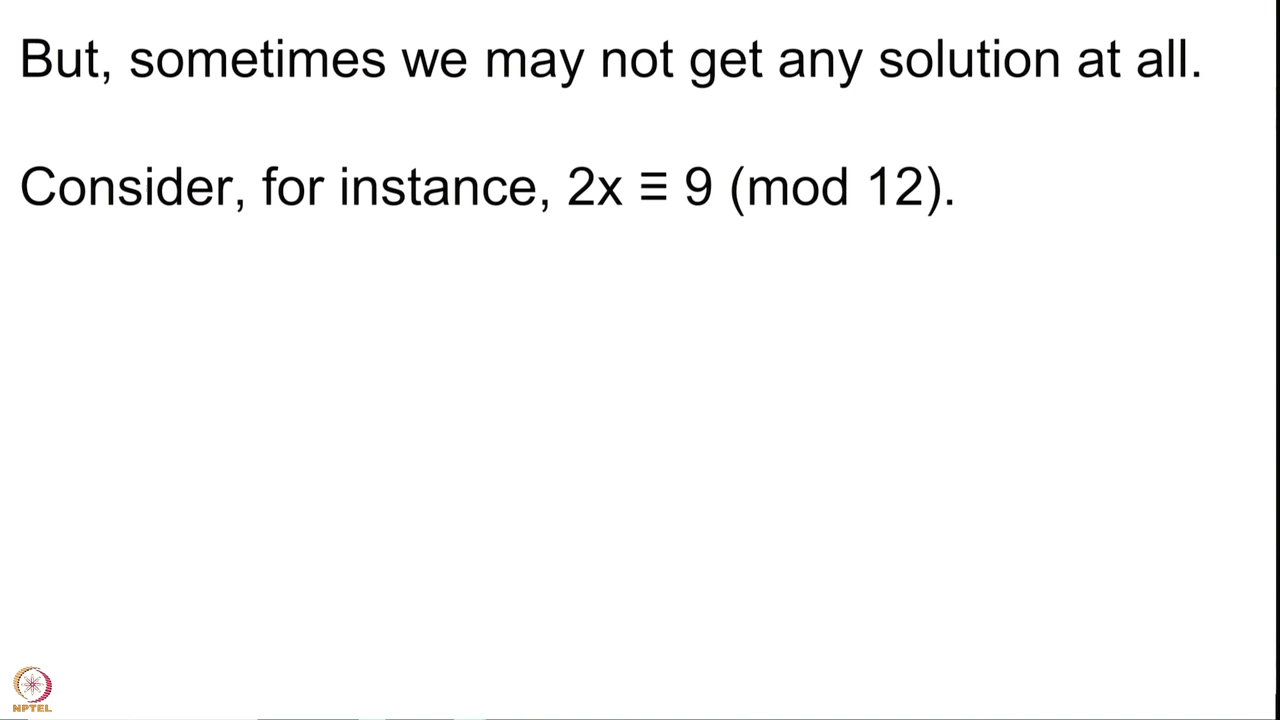 But, sometimes we may not get any solution at all.
Consider, for instance, 2x ≡ 9 (mod 12).
NPTEL